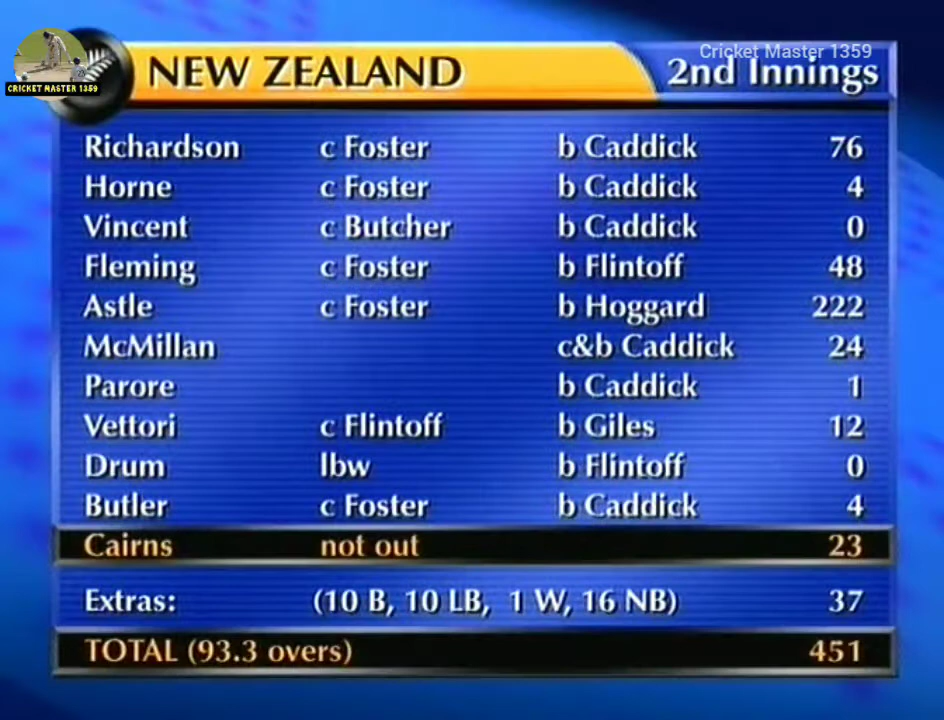 Cricket Master 1359
CRICKET MASTER 1359
NEW ZEALAND 2nd Innings
Richardson c Foster b Caddick 76
Horne c Foster b Caddick 4
Vincent c Butcher b Caddick 0
Fleming c Foster b Flintoff 48
Astle c Foster b Hoggard 222
McMillan c&b Caddick 24
Parore b Caddick 1
Vettori c Flintoff b Giles 12
Drum lbw b Flintoff 0
Butler c Foster b Caddick 4
Cairns not out 23
Extras: (10 B, 10 LB, 1 W, 16 NB) 37
TOTAL (93.3 overs) 451